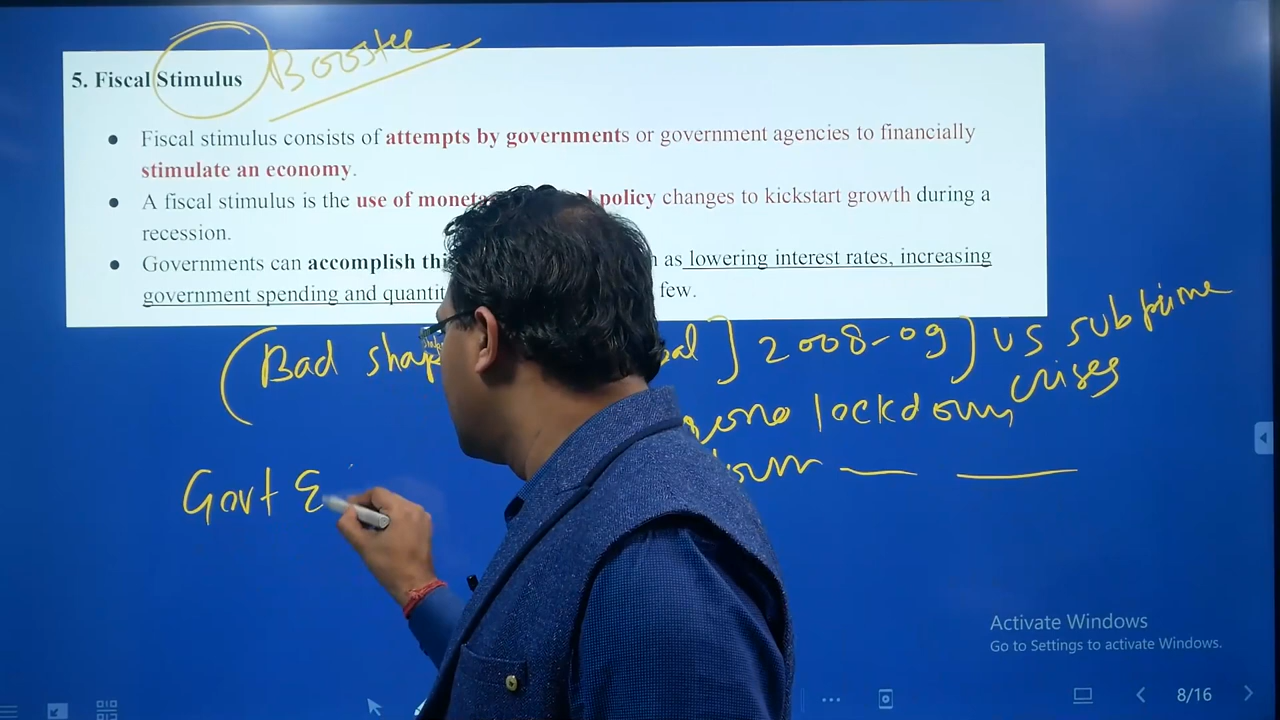 Booster
5. Fiscal Stimulus
● Fiscal stimulus consists of attempts by governments or government agencies to financially
stimulate an economy.
● A fiscal stimulus is the use of moneta policy changes to kickstart growth during a
recession.
● Governments can accomplish thi as lowering interest rates, increasing
government spending and quantit few.
(Bad shap bal] 2008-09] US subprime
crises
lockdown,
Govt E
Activate Windows
Go to Settings to activate Windows.
8/16